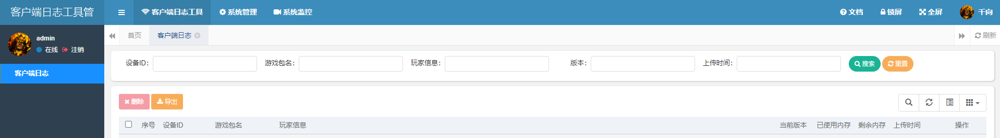 客户端日志工具管
客户端日志工具 系统管理 系统监控 文档 锁屏 全屏 千向
admin
在线 注销
客户端日志
首页 客户端日志 刷新
设备ID： 游戏包名： 玩家信息： 版本： 上传时间： 搜索 重置
删除 导出
序号 设备ID 游戏包名 玩家信息 当前版本 已使用内存 剩余内存 上传时间 操作